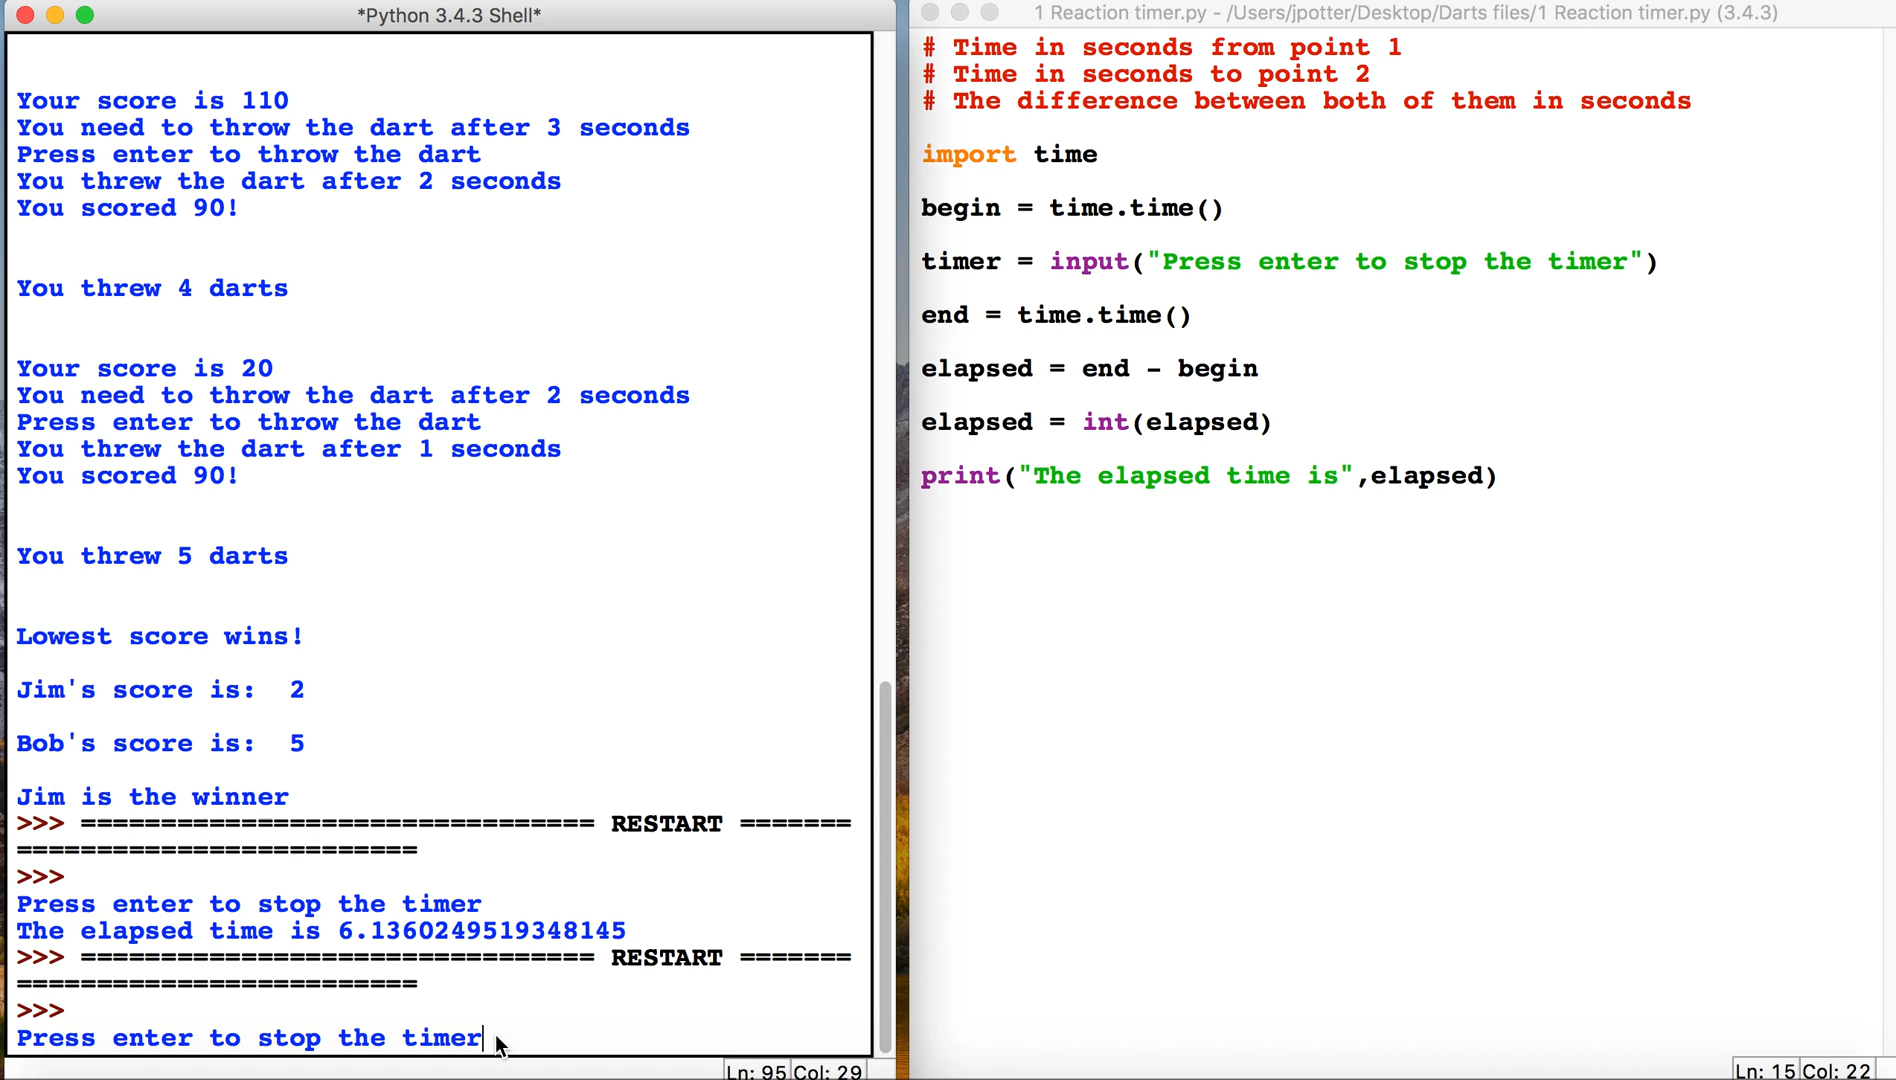 *Python 3.4.3 Shell*
Your score is 110
You need to throw the dart after 3 seconds
Press enter to throw the dart
You threw the dart after 2 seconds
You scored 90!
You threw 4 darts
Your score is 20
You need to throw the dart after 2 seconds
Press enter to throw the dart
You threw the dart after 1 seconds
You scored 90!
You threw 5 darts
Lowest score wins!
Jim's score is:  2
Bob's score is:  5
Jim is the winner
>>> ================================ RESTART =======
=========================
>>>
Press enter to stop the timer
The elapsed time is 6.1360249519348145
>>> ================================ RESTART =======
=========================
>>>
Press enter to stop the timer
Ln: 95 Col: 29
1 Reaction timer.py - /Users/jpotter/Desktop/Darts files/1 Reaction timer.py (3.4.3)
# Time in seconds from point 1
# Time in seconds to point 2
# The difference between both of them in seconds
import time
begin = time.time()
timer = input("Press enter to stop the timer")
end = time.time()
elapsed = end - begin
elapsed = int(elapsed)
print("The elapsed time is",elapsed)
Ln: 15 Col: 22